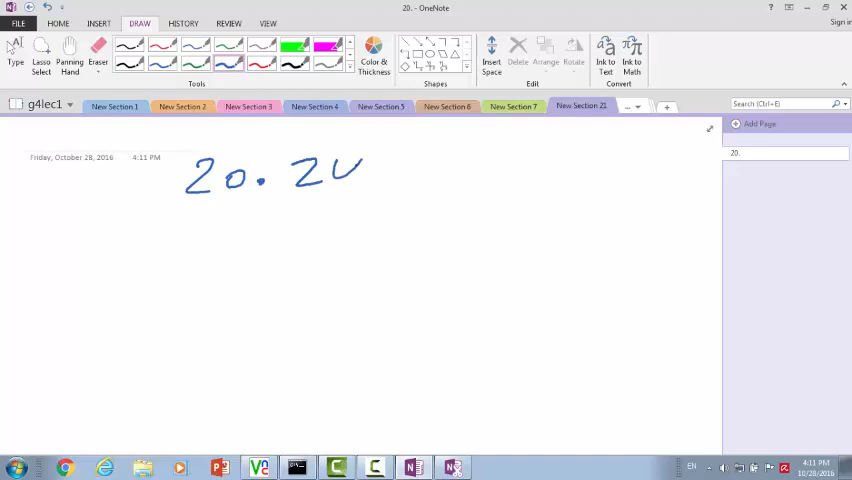 20. - OneNote
FILE HOME INSERT DRAW HISTORY REVIEW VIEW
Sign in
Type Lasso Select Panning Hand Eraser Color & Thickness Insert Space Delete Arrange Rotate Ink to Text Ink to Math
Tools Shapes Edit Convert
g4lec1 New Section 1 New Section 2 New Section 3 New Section 4 New Section 5 New Section 6 New Section 7 New Section 21 ... + Search (Ctrl+E)
Add Page
Friday, October 28, 2016 4:11 PM
20.
20. 2
EN 4:11 PM
10/28/2016